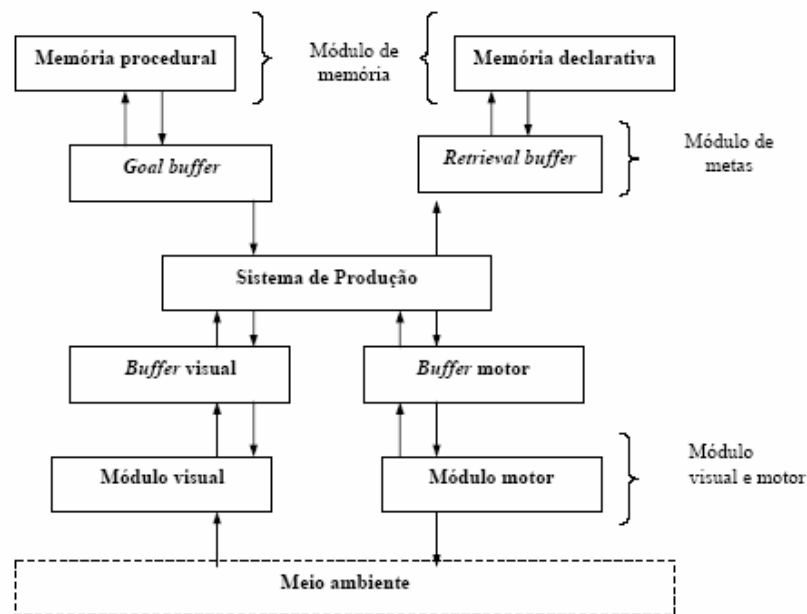 Memória procedural
Módulo de
memória
Memória declarativa
Goal buffer
Retrieval buffer
Módulo de
metas
Sistema de Produção
Buffer visual
Buffer motor
Módulo visual
Módulo motor
Módulo
visual e motor
Meio ambiente